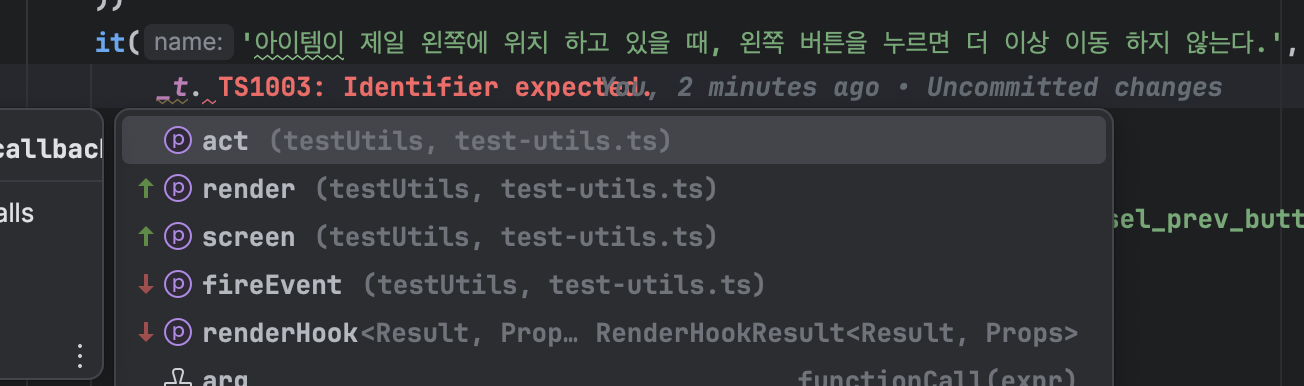 })
it( name: '아이템이 제일 왼쪽에 위치 하고 있을 때, 왼쪽 버튼을 누르면 더 이상 이동 하지 않는다.',
_t. TS1003: Identifier expected. You, 2 minutes ago • Uncommitted changes
act (testUtils, test-utils.ts)
callback
render (testUtils, test-utils.ts)
alls
sel_prev_butt
screen (testUtils, test-utils.ts)
fireEvent (testUtils, test-utils.ts)
renderHook<Result, Prop… RenderHookResult<Result, Props>
arg functionCall(expr)